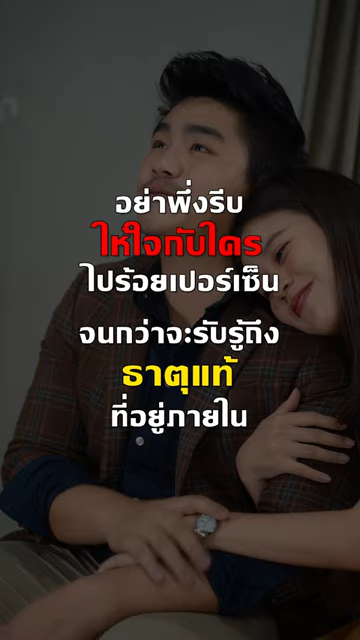 อย่าพึ่งรีบ
ให้ใจกับใคร
ไปร้อยเปอร์เซ็น
จนกว่าจะรับรู้ถึง
ธาตุแท้
ที่อยู่ภายใน